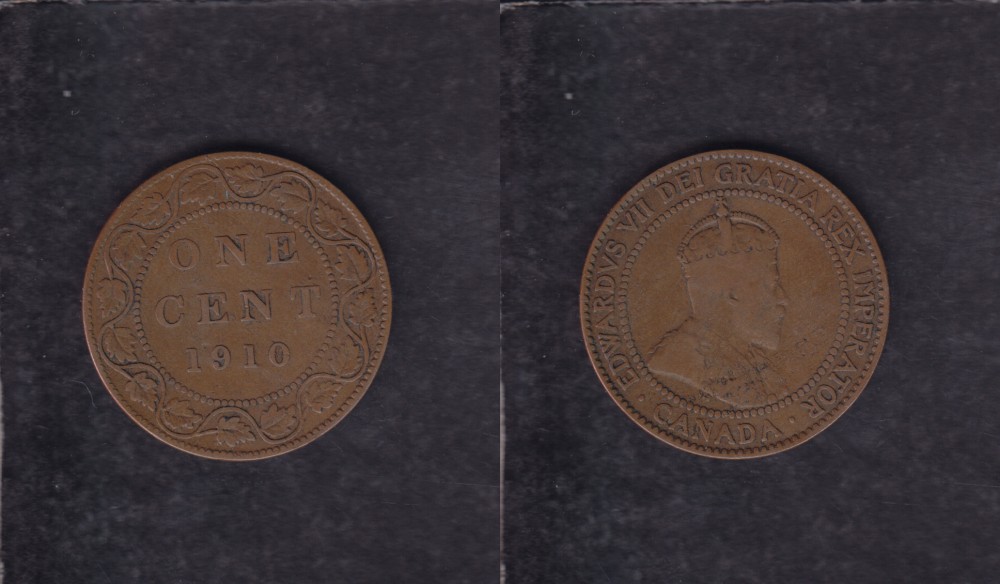 ONE
CENT
1910
EDWARDVS VII DEI GRATIA REX IMPERATOR
· CANADA ·